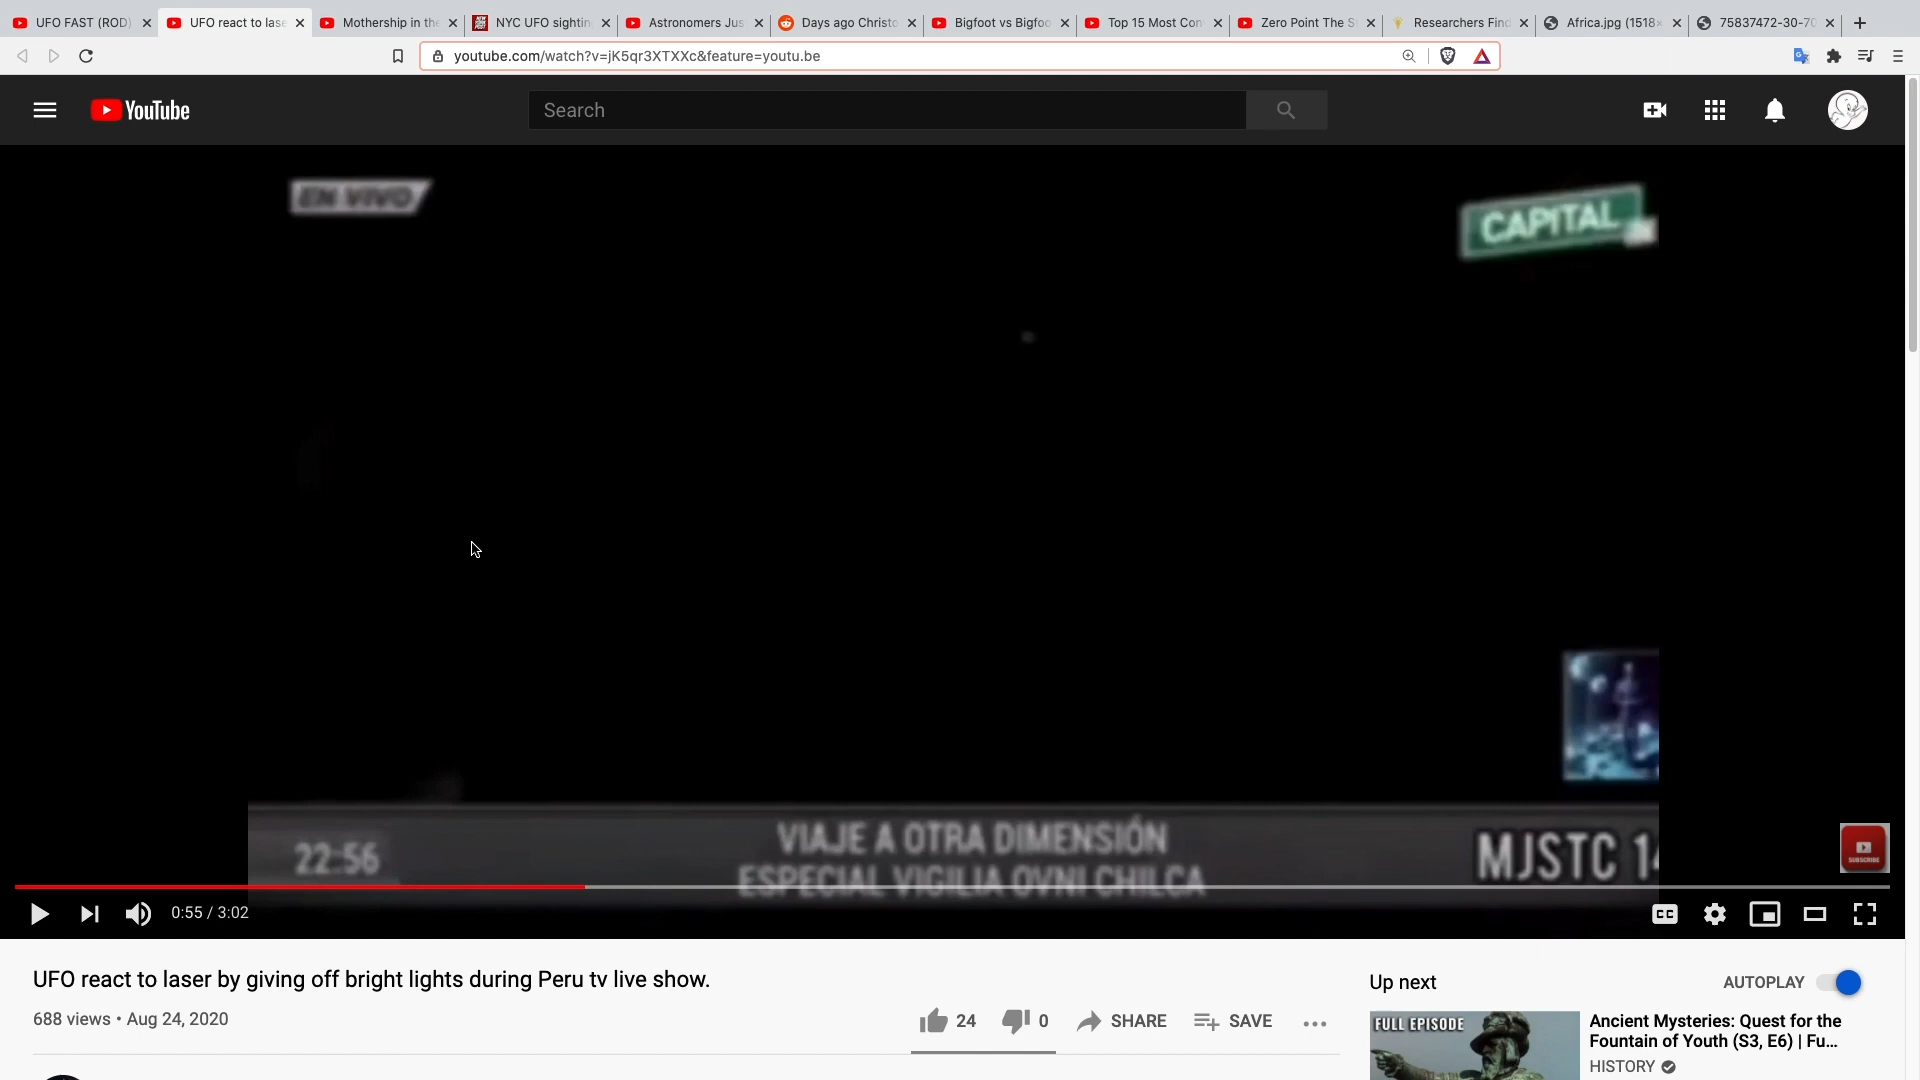 UFO FAST (ROD)
UFO react to lase
Mothership in the
NYC UFO sightin
Astronomers Jus
Days ago Christo
Bigfoot vs Bigfoo
Top 15 Most Con
Zero Point The S
Researchers Find
Africa.jpg (1518×
75837472-30-70
youtube.com/watch?v=jK5qr3XTXXc&feature=youtu.be
YouTube
Search
EN VIVO
CAPITAL
22:56
VIAJE A OTRA DIMENSIÓN
ESPECIAL VIGILIA OVNI CHILCA
MJSTC 14
SUBSCRIBE
0:55 / 3:02
CC
UFO react to laser by giving off bright lights during Peru tv live show.
688 views • Aug 24, 2020
24
0
SHARE
SAVE
Up next
AUTOPLAY
FULL EPISODE
Ancient Mysteries: Quest for the
Fountain of Youth (S3, E6) | Fu...
HISTORY